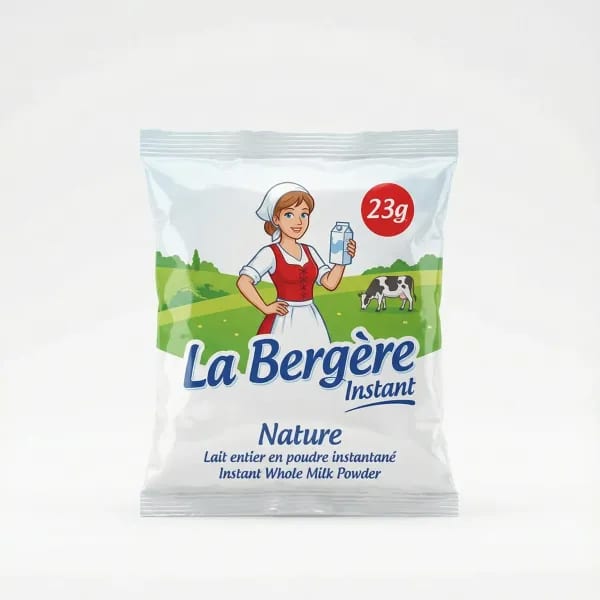 23g
La Bergère
Instant
Nature
Lait entier en poudre instantané
Instant Whole Milk Powder